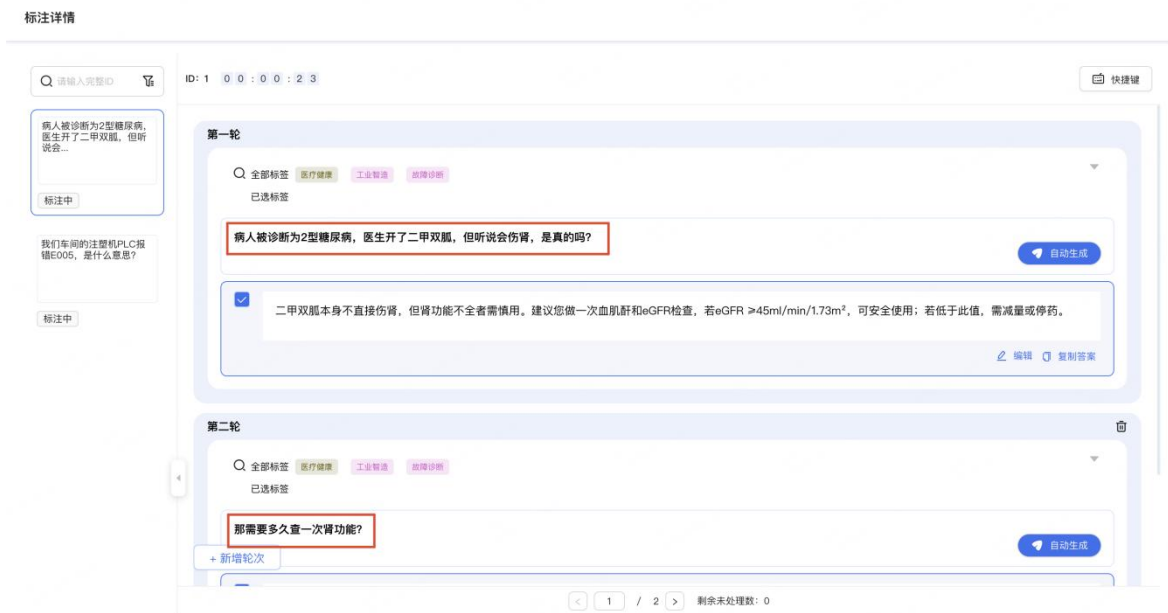 标注详情
请输入完整ID
ID: 1 00:00:23
快捷键
病人被诊断为2型糖尿病,
医生开了二甲双胍，但听
说会...
标注中
我们车间的注塑机PLC报
错E005，是什么意思?
标注中
第一轮
全部标签 医疗健康 工业智造 故障诊断
已选标签
病人被诊断为2型糖尿病，医生开了二甲双胍，但听说会伤肾，是真的吗?
自动生成
二甲双胍本身不直接伤肾，但肾功能不全者需慎用。建议您做一次血肌酐和eGFR检查，若eGFR ≥45ml/min/1.73m²，可安全使用；若低于此值，需减量或停药。
编辑 复制答案
第二轮
全部标签 医疗健康 工业智造 故障诊断
已选标签
那需要多久查一次肾功能?
自动生成
+ 新增轮次
< 1 / 2 > 剩余未处理数：0